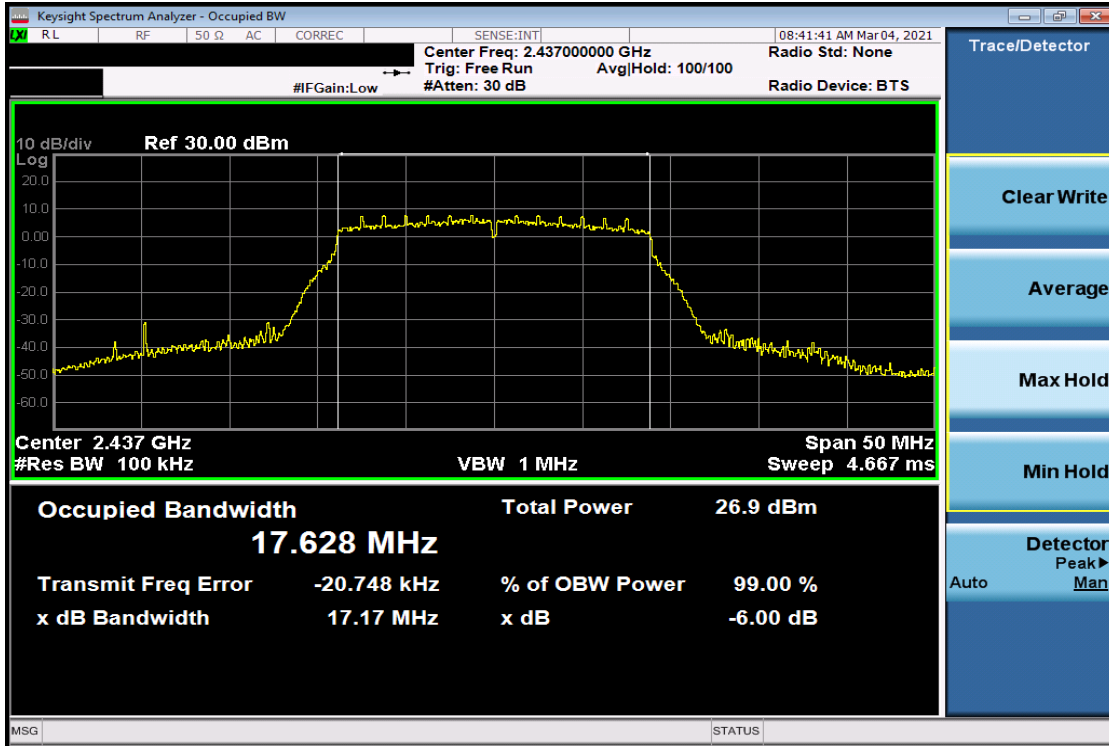 Keysight Spectrum Analyzer - Occupied BW
LXI RL RF 50 Ω AC CORREC SENSE:INT 08:41:41 AM Mar 04, 2021
Center Freq: 2.437000000 GHz Radio Std: None
Trig: Free Run Avg|Hold: 100/100
#IFGain:Low #Atten: 30 dB Radio Device: BTS
10 dB/div Ref 30.00 dBm
Log
20.0
10.0
0.00
-10.0
-20.0
-30.0
-40.0
-50.0
-60.0
Center 2.437 GHz Span 50 MHz
#Res BW 100 kHz VBW 1 MHz Sweep 4.667 ms
Occupied Bandwidth Total Power 26.9 dBm
17.628 MHz
Transmit Freq Error -20.748 kHz % of OBW Power 99.00 %
x dB Bandwidth 17.17 MHz x dB -6.00 dB
MSG STATUS
Trace/Detector
Clear Write
Average
Max Hold
Min Hold
Detector
Peak▶
Auto Man